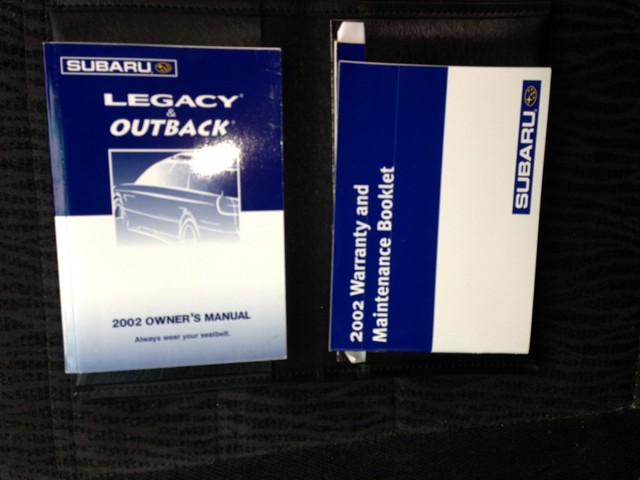 SUBARU
LEGACY®
&
OUTBACK®
2002 OWNER'S MANUAL
Always wear your seatbelt.
2002 Warranty and
Maintenance Booklet
SUBARU